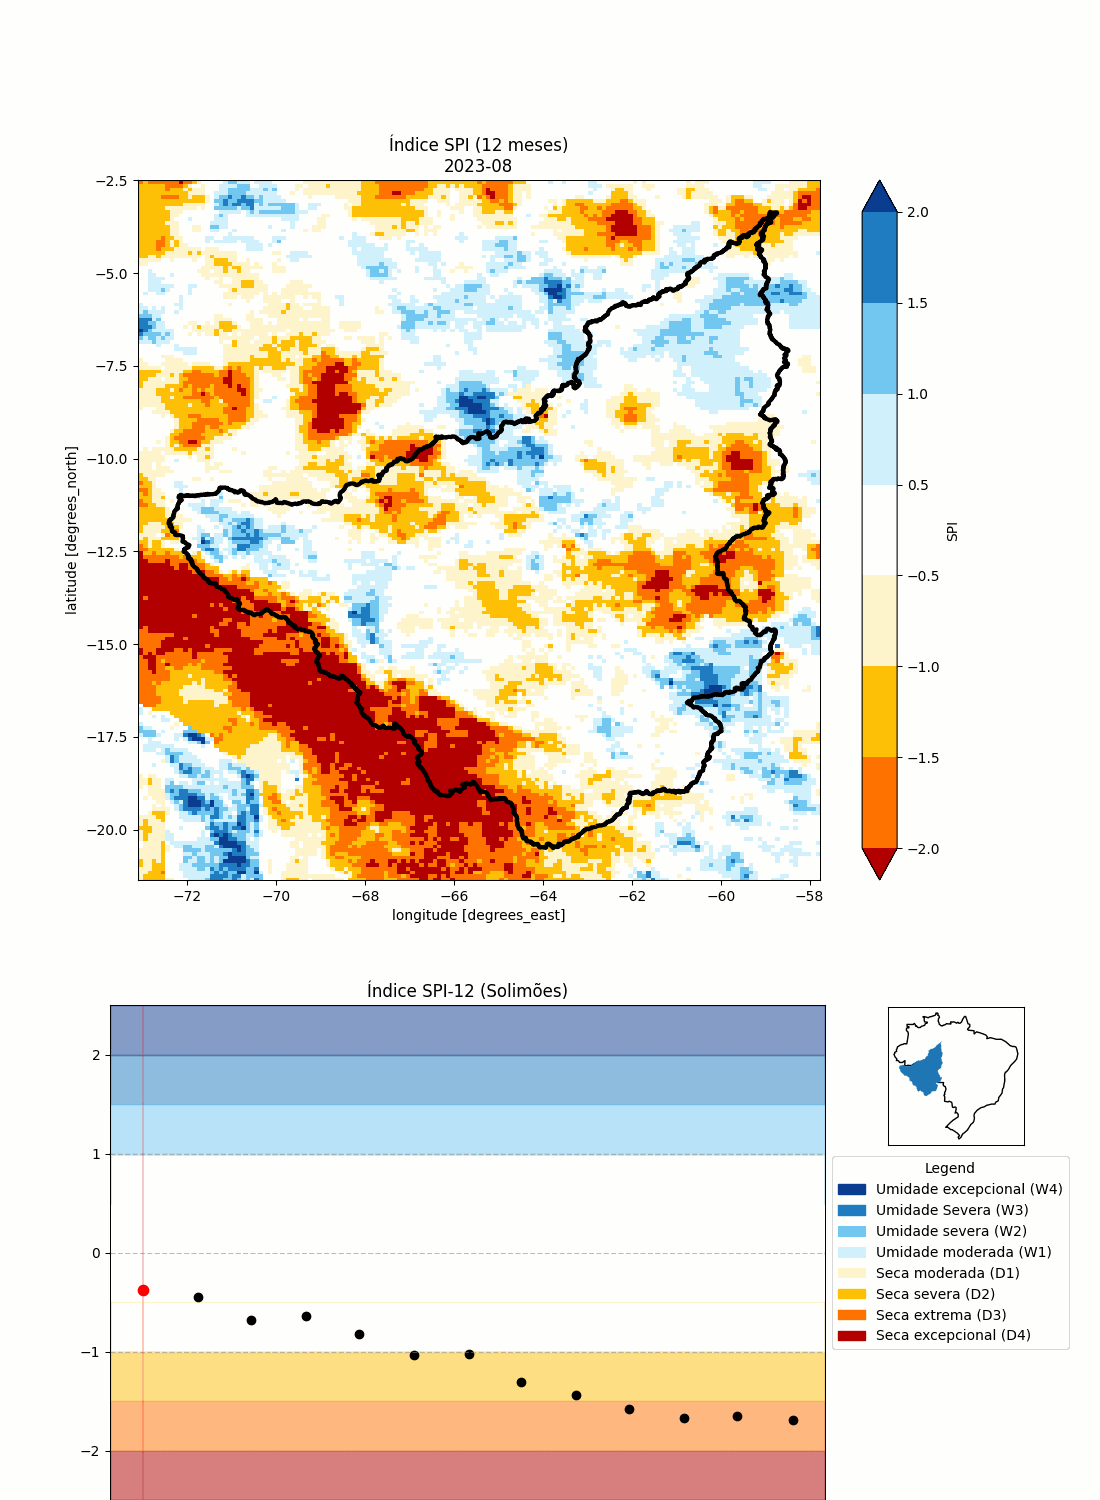 Índice SPI (12 meses)
2023-08
−2.5
−5.0
−7.5
−10.0
−12.5
−15.0
−17.5
−20.0
latitude [degrees_north]
−72
−70
−68
−66
−64
−62
−60
−58
longitude [degrees_east]
2.0
1.5
1.0
0.5
−0.5
−1.0
−1.5
−2.0
SPI
Índice SPI-12 (Solimões)
2
1
0
−1
−2
Legend
Umidade excepcional (W4)
Umidade Severa (W3)
Umidade severa (W2)
Umidade moderada (W1)
Seca moderada (D1)
Seca severa (D2)
Seca extrema (D3)
Seca excepcional (D4)